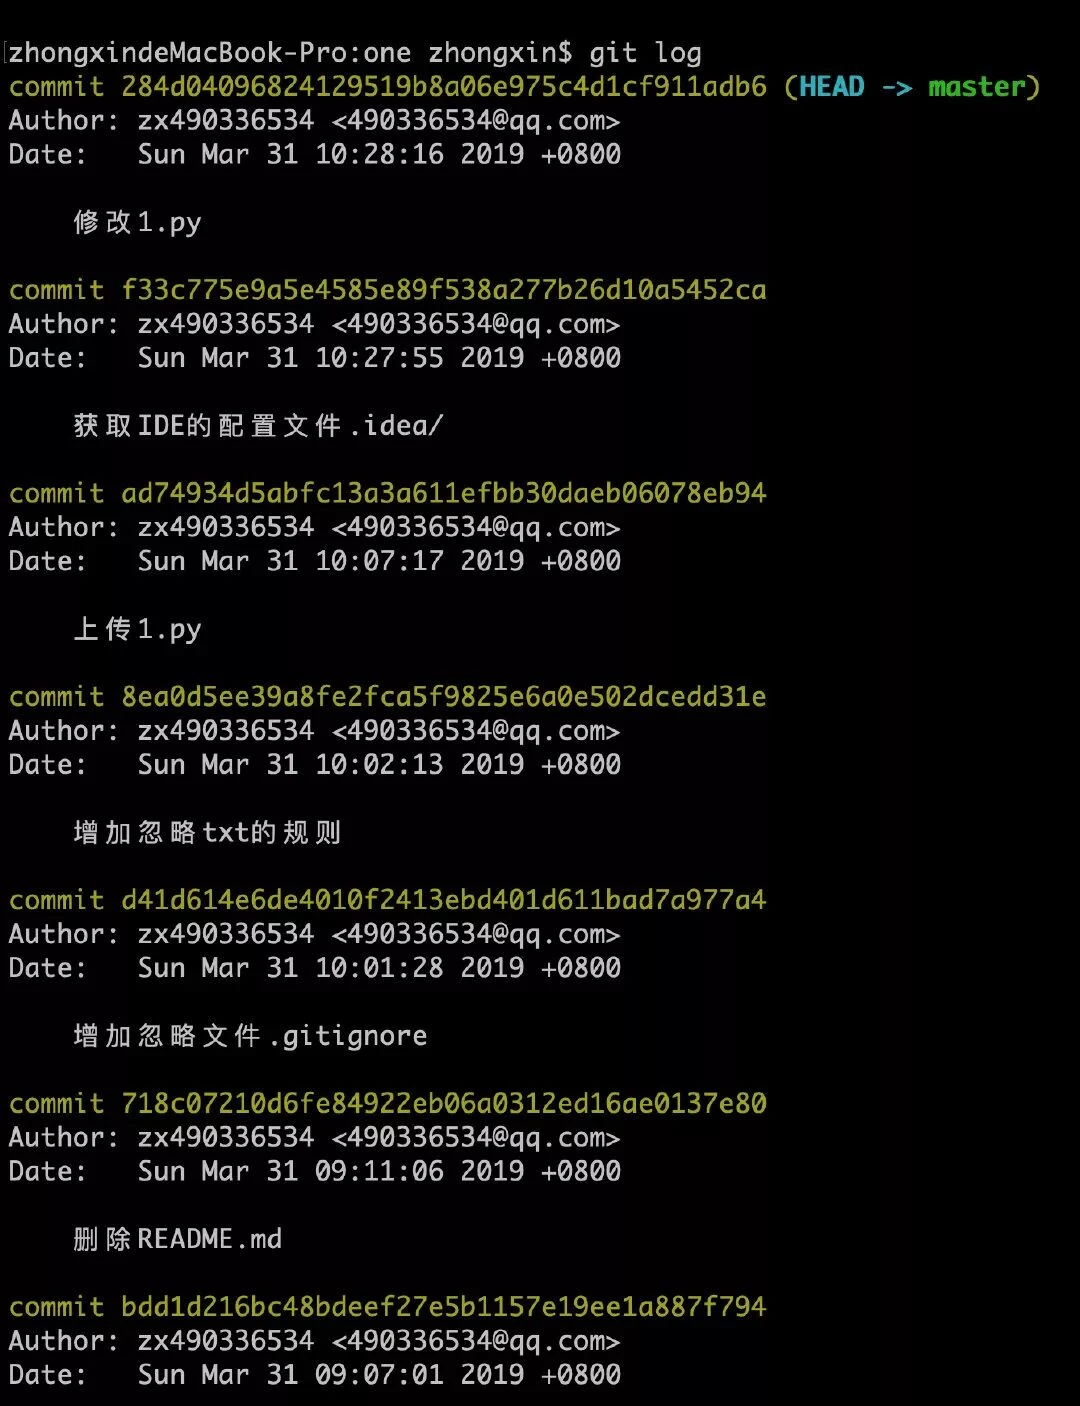 zhongxindeMacBook-Pro:one zhongxin$ git log
commit 284d04096824129519b8a06e975c4d1cf911adb6 (HEAD -> master)
Author: zx490336534 <490336534@qq.com>
Date:   Sun Mar 31 10:28:16 2019 +0800
修改1.py
commit f33c775e9a5e4585e89f538a277b26d10a5452ca
Author: zx490336534 <490336534@qq.com>
Date:   Sun Mar 31 10:27:55 2019 +0800
获取IDE的配置文件.idea/
commit ad74934d5abfc13a3a611efbb30daeb06078eb94
Author: zx490336534 <490336534@qq.com>
Date:   Sun Mar 31 10:07:17 2019 +0800
上传1.py
commit 8ea0d5ee39a8fe2fca5f9825e6a0e502dcedd31e
Author: zx490336534 <490336534@qq.com>
Date:   Sun Mar 31 10:02:13 2019 +0800
增加忽略txt的规则
commit d41d614e6de4010f2413ebd401d611bad7a977a4
Author: zx490336534 <490336534@qq.com>
Date:   Sun Mar 31 10:01:28 2019 +0800
增加忽略文件.gitignore
commit 718c07210d6fe84922eb06a0312ed16ae0137e80
Author: zx490336534 <490336534@qq.com>
Date:   Sun Mar 31 09:11:06 2019 +0800
删除README.md
commit bdd1d216bc48bdeef27e5b1157e19ee1a887f794
Author: zx490336534 <490336534@qq.com>
Date:   Sun Mar 31 09:07:01 2019 +0800